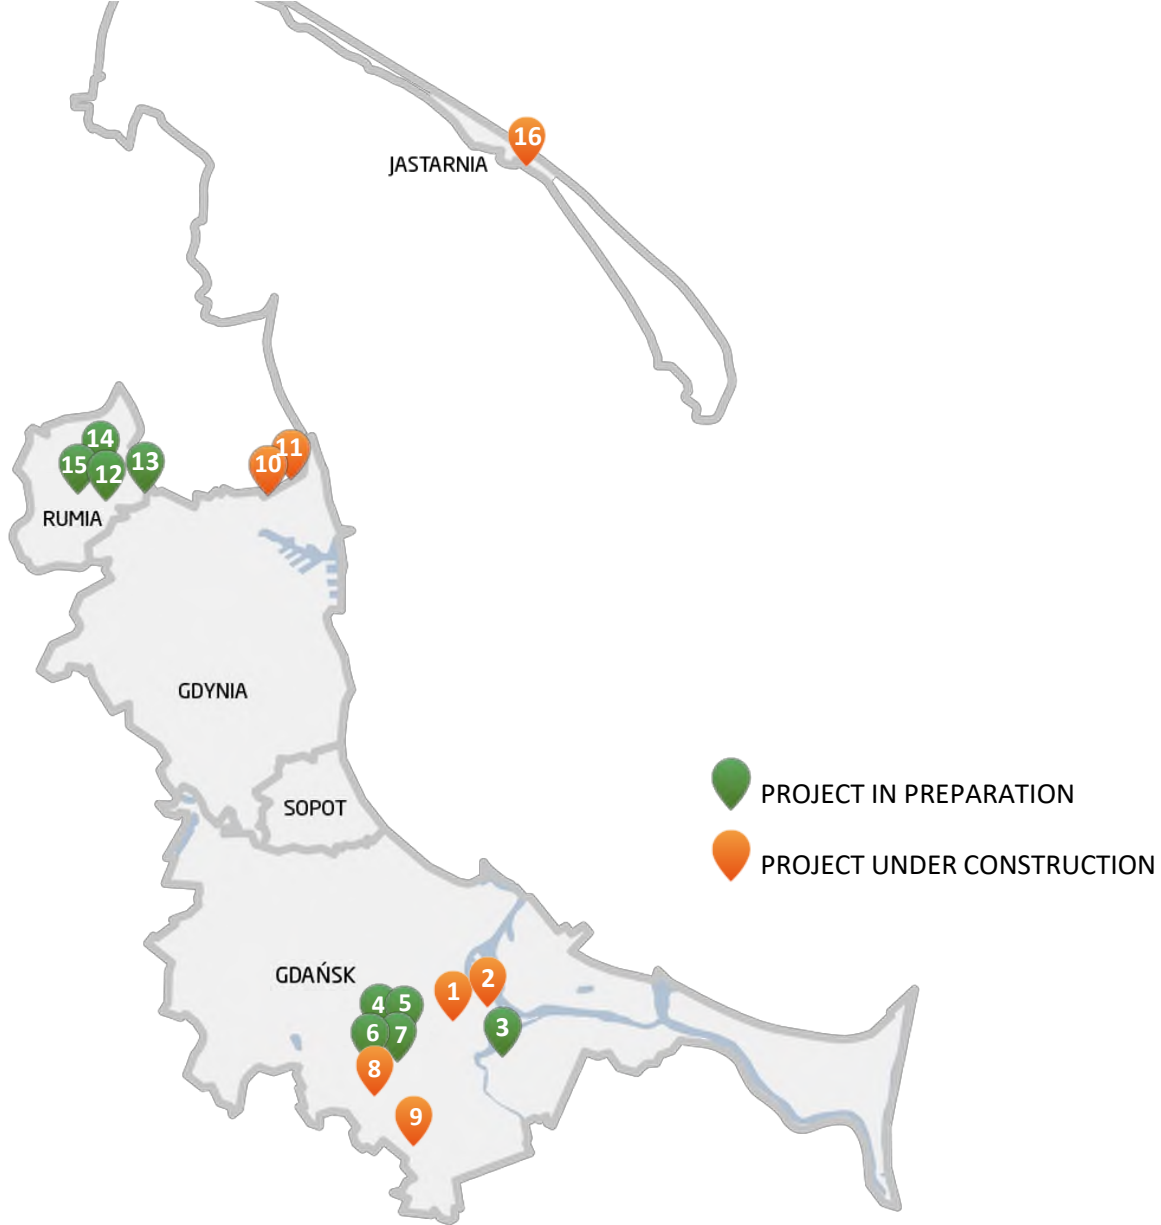 16
JASTARNIA
14
11
15
12
13
10
RUMIA
GDYNIA
PROJECT IN PREPARATION
SOPOT
PROJECT UNDER CONSTRUCTION
GDAŃSK
1
2
4
5
3
6
7
8
9